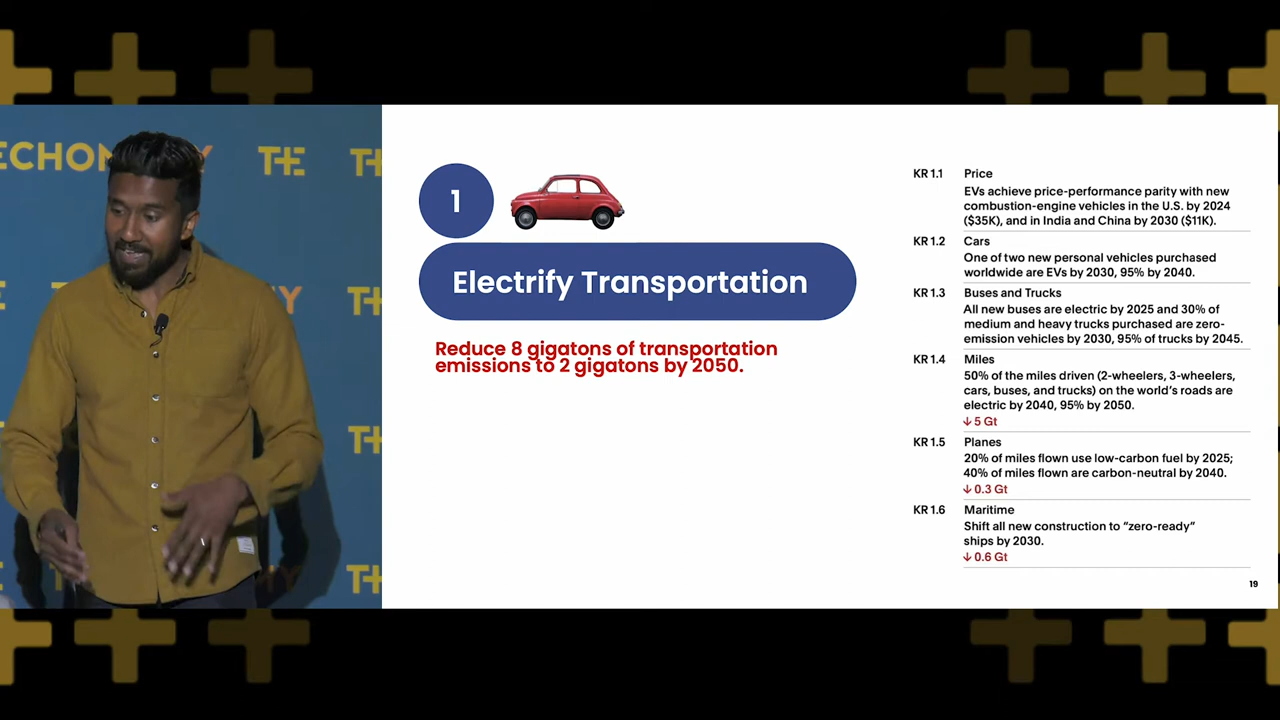 ECHONOMY
THE
1
Electrify Transportation
Reduce 8 gigatons of transportation
emissions to 2 gigatons by 2050.
KR 1.1 Price
EVs achieve price-performance parity with new
combustion-engine vehicles in the U.S. by 2024
($35K), and in India and China by 2030 ($11K).
KR 1.2 Cars
One of two new personal vehicles purchased
worldwide are EVs by 2030, 95% by 2040.
KR 1.3 Buses and Trucks
All new buses are electric by 2025 and 30% of
medium and heavy trucks purchased are zero-
emission vehicles by 2030, 95% of trucks by 2045.
KR 1.4 Miles
50% of the miles driven (2-wheelers, 3-wheelers,
cars, buses, and trucks) on the world's roads are
electric by 2040, 95% by 2050.
↓ 5 Gt
KR 1.5 Planes
20% of miles flown use low-carbon fuel by 2025;
40% of miles flown are carbon-neutral by 2040.
↓ 0.3 Gt
KR 1.6 Maritime
Shift all new construction to “zero-ready”
ships by 2030.
↓ 0.6 Gt
19